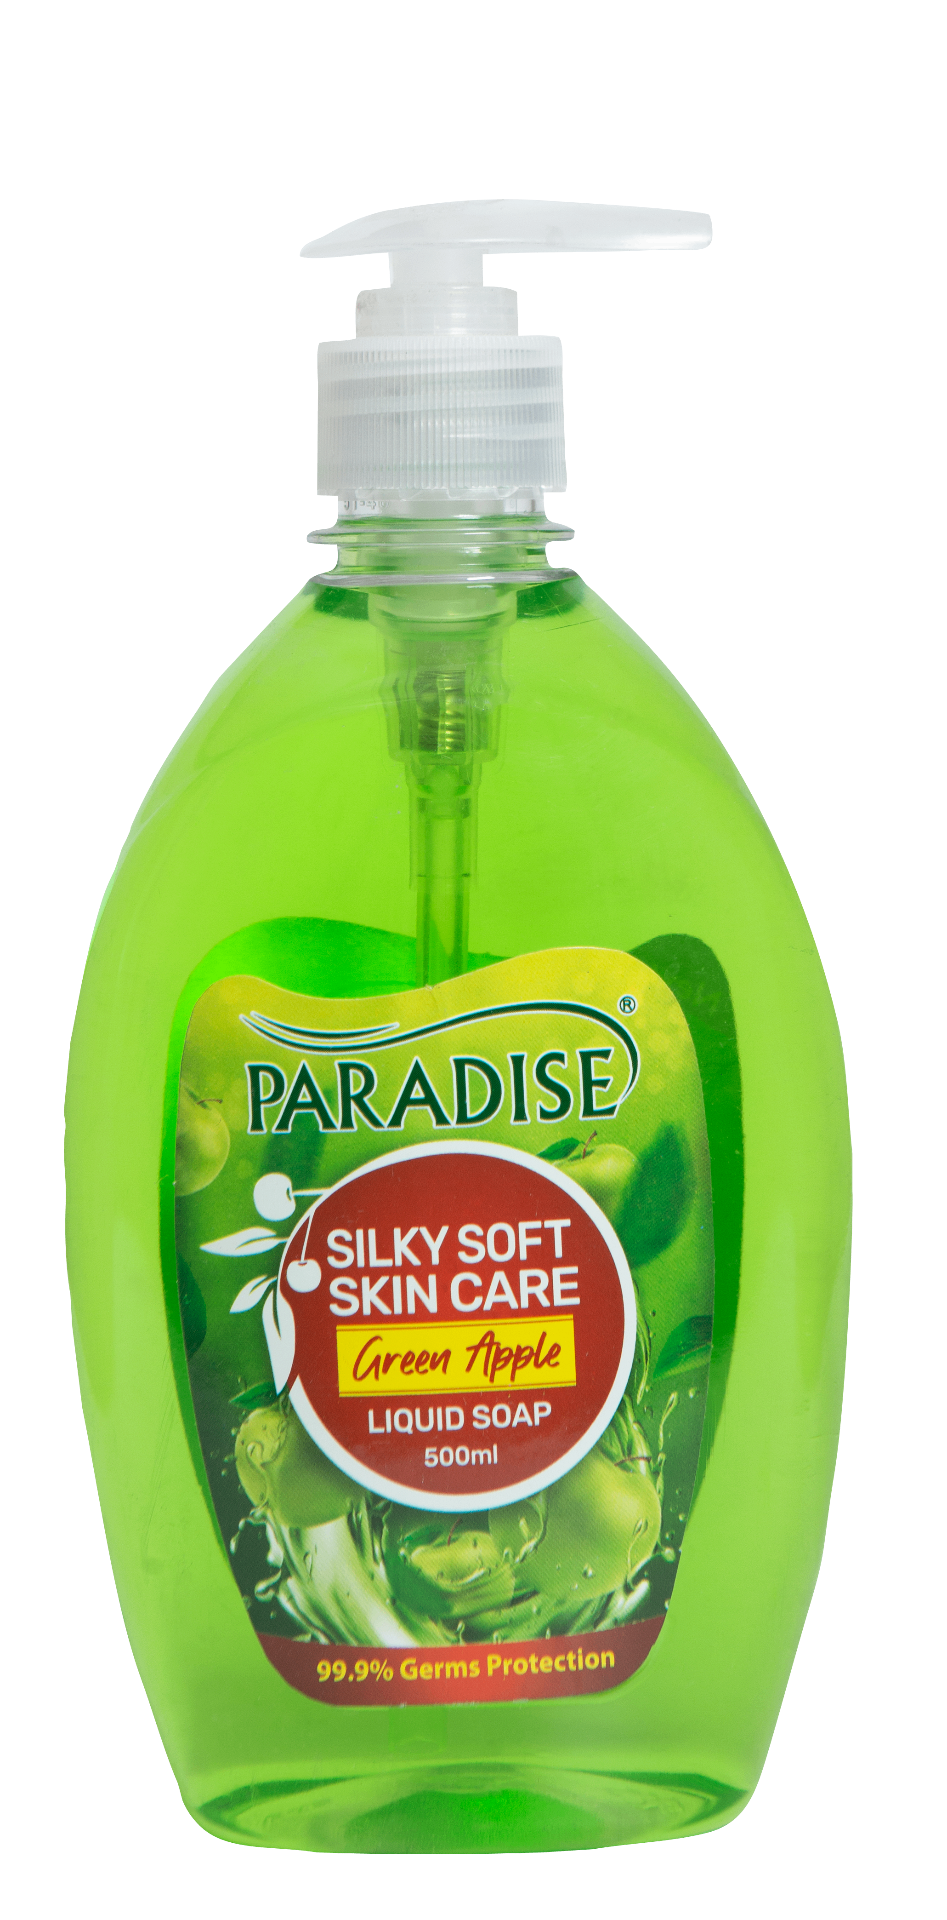 PARADISE®
SILKY SOFT
SKIN CARE
Green Apple
LIQUID SOAP
500ml
99.9% Germs Protection